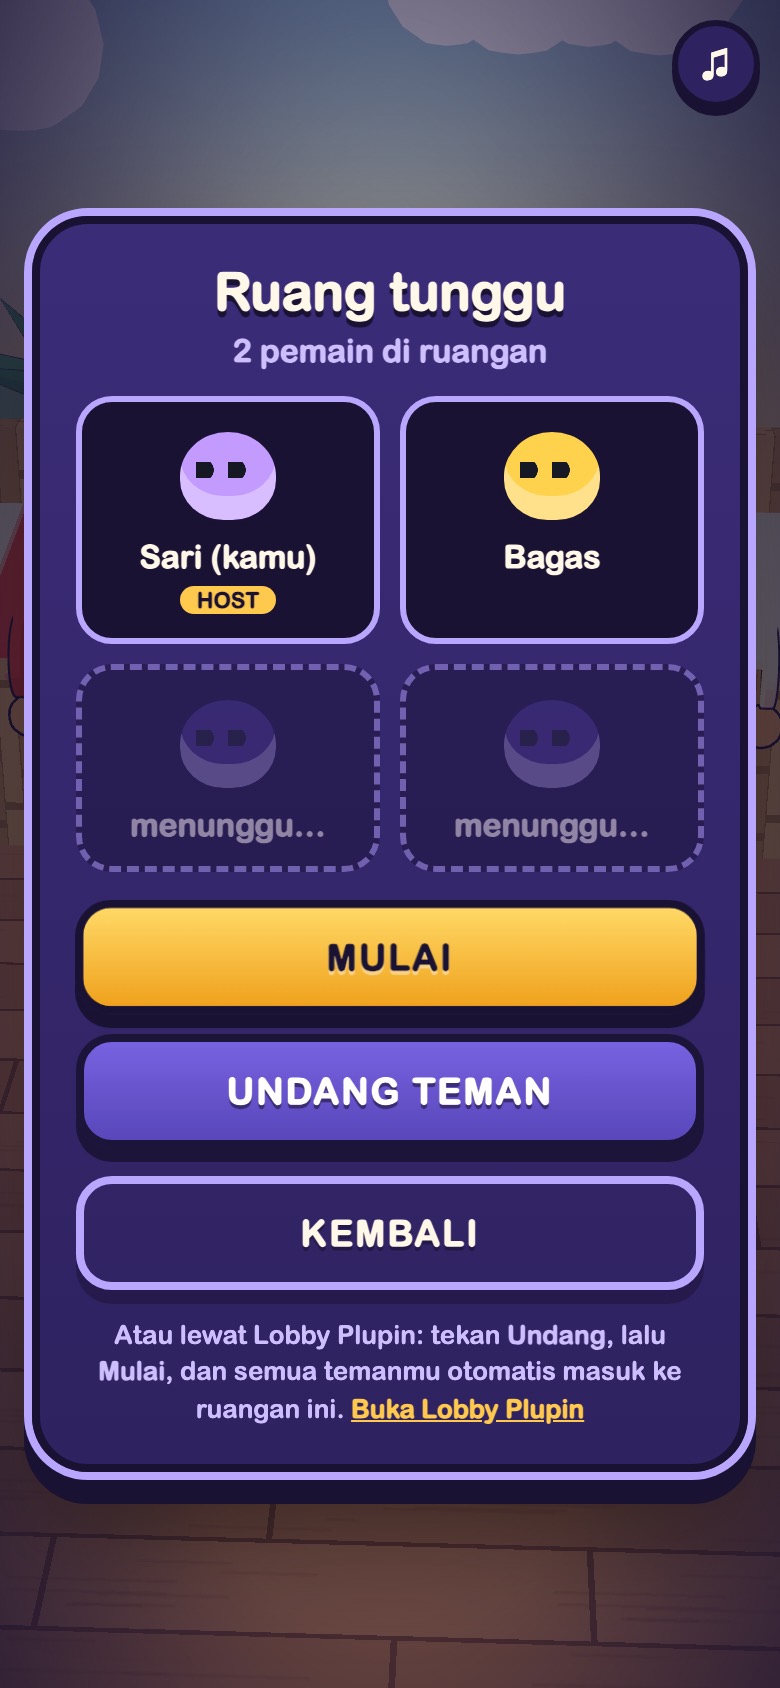 Ruang tunggu
2 pemain di ruangan
Sari (kamu)
HOST
Bagas
menunggu...
menunggu...
MULAI
UNDANG TEMAN
KEMBALI
Atau lewat Lobby Plupin: tekan Undang, lalu
Mulai, dan semua temanmu otomatis masuk ke
ruangan ini. Buka Lobby Plupin